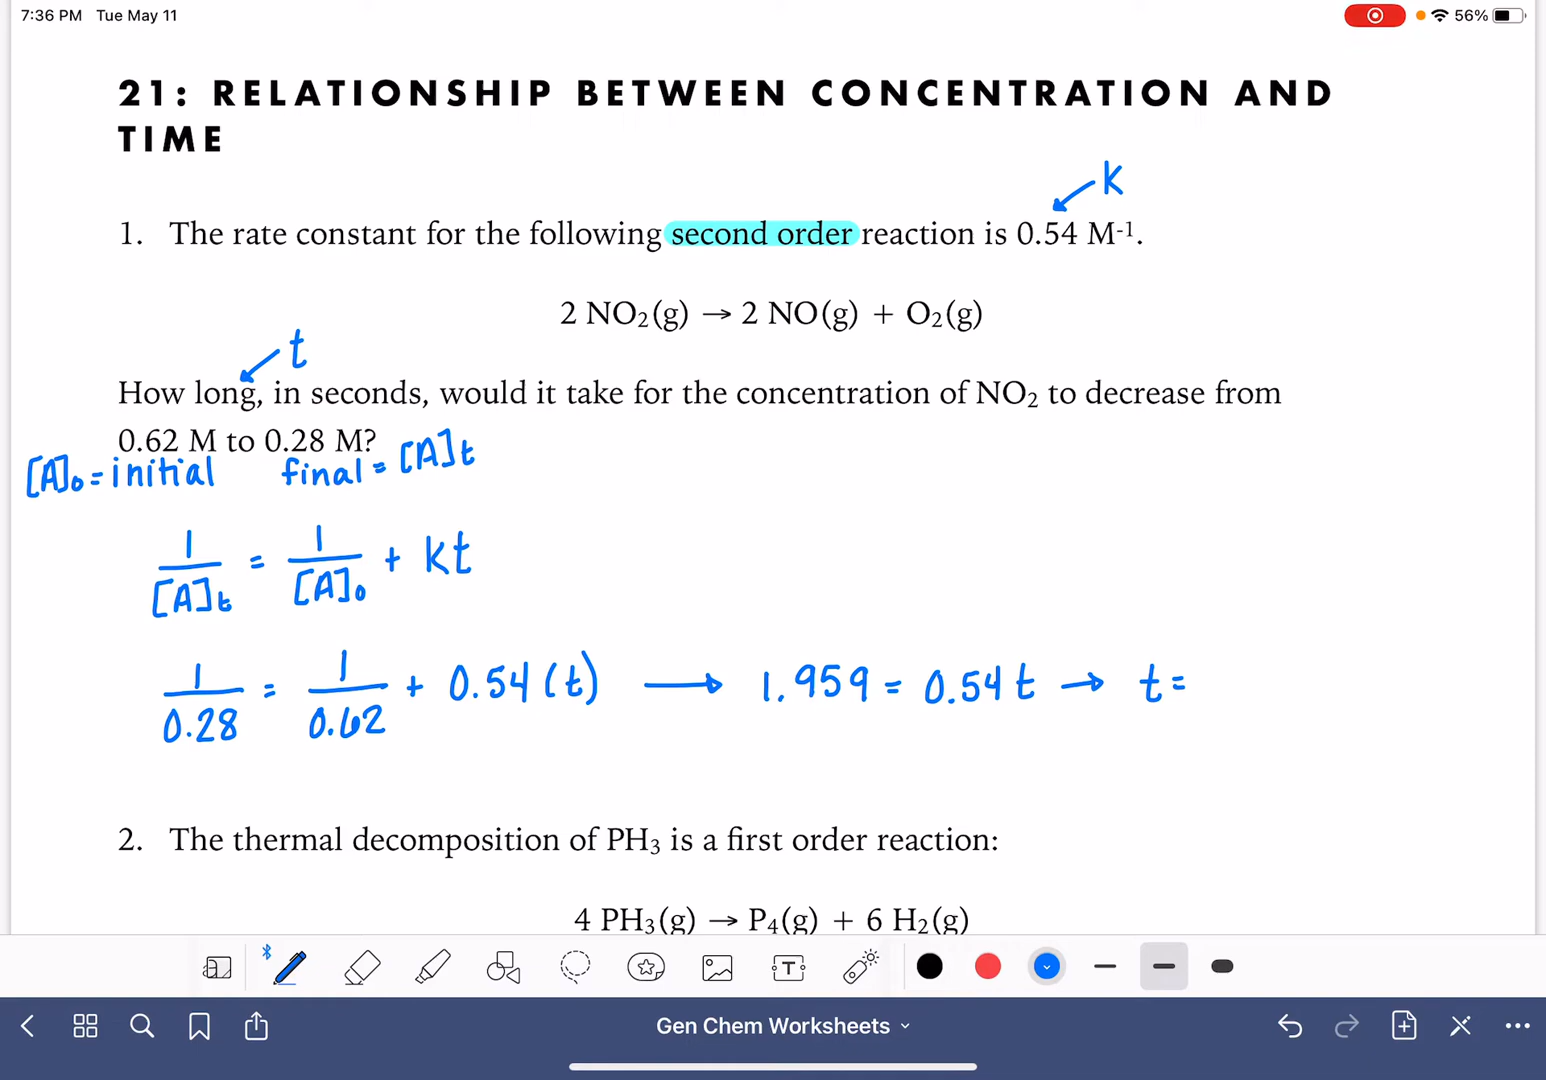 7:36 PM Tue May 11 56%
21: RELATIONSHIP BETWEEN CONCENTRATION AND
TIME
k
1. The rate constant for the following second order reaction is 0.54 M⁻¹.
2 NO₂(g) → 2 NO(g) + O₂(g)
t
How long, in seconds, would it take for the concentration of NO₂ to decrease from
0.62 M to 0.28 M?
[A]₀ = initial final = [A]t
1/[A]t = 1/[A]₀ + kt
1/0.28 = 1/0.62 + 0.54(t) → 1.959 = 0.54t → t =
2. The thermal decomposition of PH₃ is a first order reaction:
4 PH₃(g) → P₄(g) + 6 H₂(g)
T
Gen Chem Worksheets